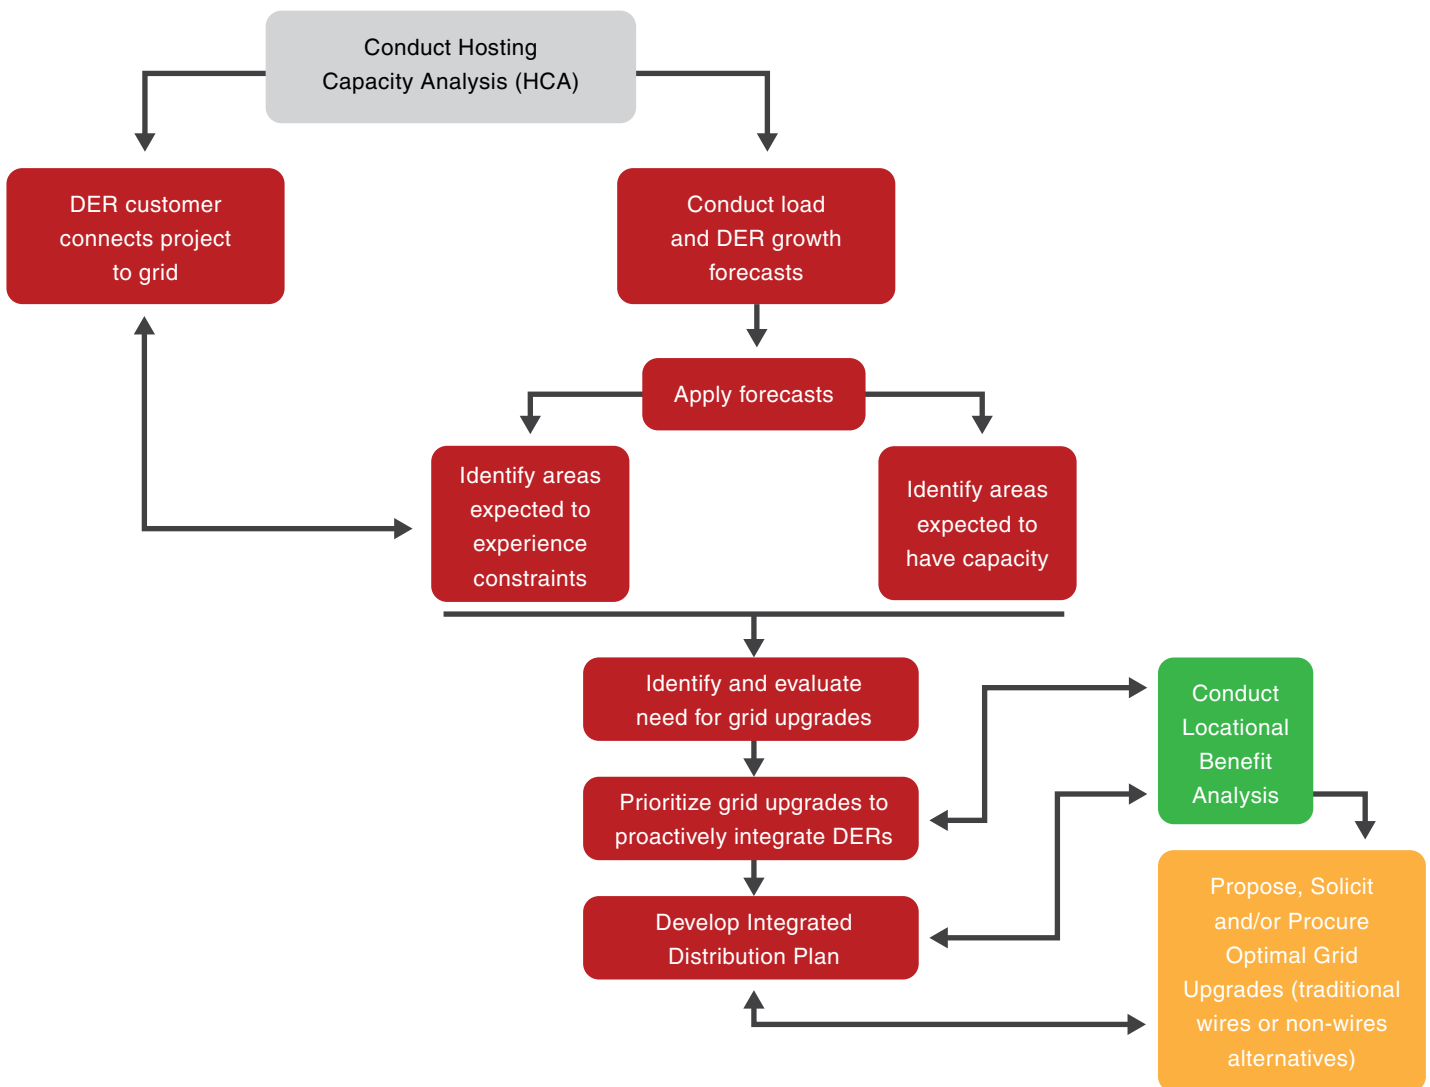 Conduct Hosting
Capacity Analysis (HCA)
DER customer
connects project
to grid
Conduct load
and DER growth
forecasts
Apply forecasts
Identify areas
expected to
experience
constraints
Identify areas
expected to
have capacity
Identify and evaluate
need for grid upgrades
Prioritize grid upgrades to
proactively integrate DERs
Develop Integrated
Distribution Plan
Conduct
Locational
Benefit
Analysis
Propose, Solicit
and/or Procure
Optimal Grid
Upgrades (traditional
wires or non-wires
alternatives)